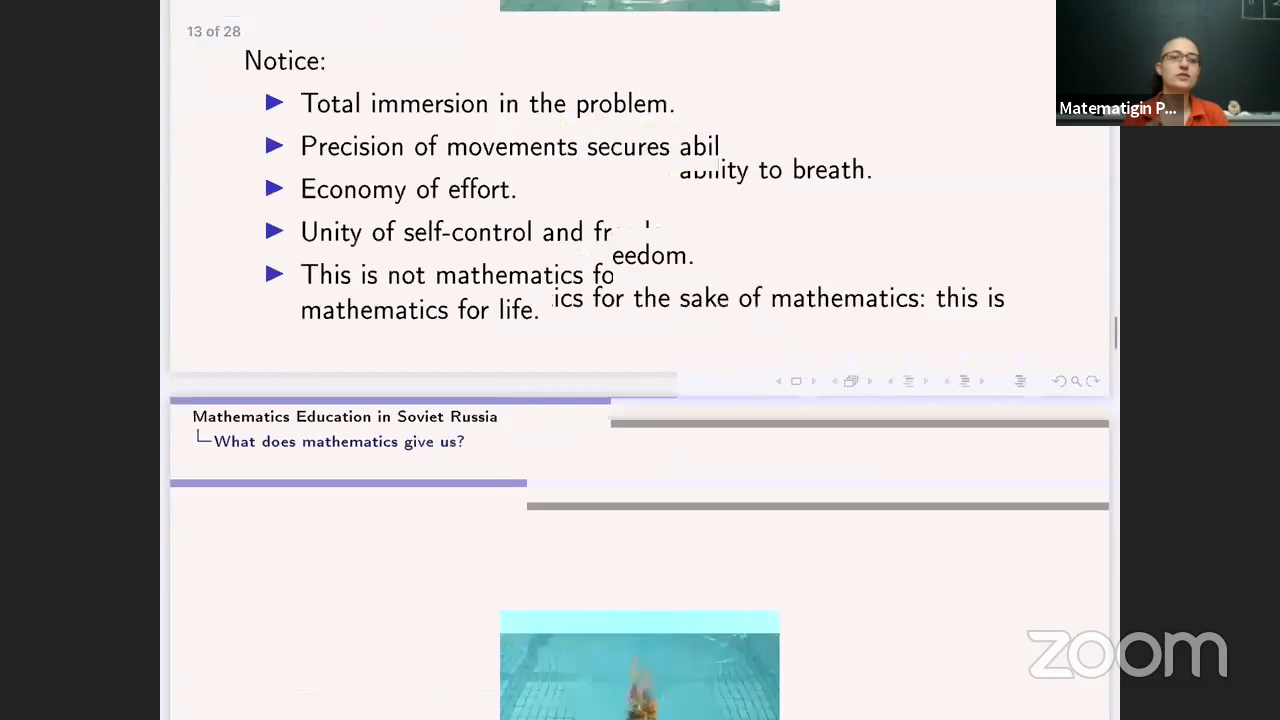 13 of 28
Notice:
Total immersion in the problem.
Precision of movements secures abil
ability to breath.
Economy of effort.
Unity of self-control and fr
eedom.
This is not mathematics fo
ics for the sake of mathematics: this is
mathematics for life.
Mathematics Education in Soviet Russia
What does mathematics give us?
Matematigin P...
zoom